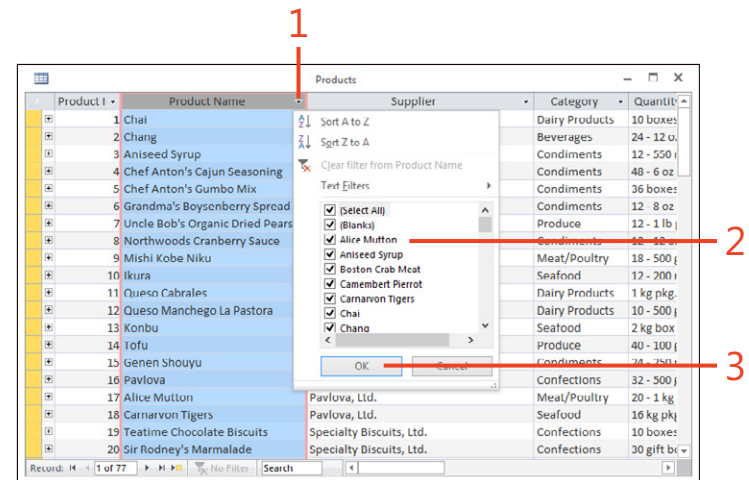 1
Products
Product I Product Name Supplier Category Quantit
1 Chai Dairy Products 10 boxes
2 Chang Beverages 24 - 12 o
3 Aniseed Syrup Condiments 12 - 550
4 Chef Anton's Cajun Seasoning Condiments 48 - 6 oz
5 Chef Anton's Gumbo Mix Condiments 36 boxes
6 Grandma's Boysenberry Spread Condiments 12 - 8 oz
7 Uncle Bob's Organic Dried Pears Produce 12 - 1 lb
8 Northwoods Cranberry Sauce Condiments 12 - 12
9 Mishi Kobe Niku Meat/Poultry 18 - 500 g
10 Ikura Seafood 12 - 200
11 Queso Cabrales Dairy Products 1 kg pkg.
12 Queso Manchego La Pastora Dairy Products 10 - 500 g
13 Konbu Seafood 2 kg box
14 Tofu Produce 40 - 100 g
15 Genen Shouyu Condiments 24 - 250
16 Pavlova Confections 32 - 500 g
17 Alice Mutton Pavlova, Ltd. Meat/Poultry 20 - 1 kg
18 Carnarvon Tigers Pavlova, Ltd. Seafood 16 kg pkg
19 Teatime Chocolate Biscuits Specialty Biscuits, Ltd. Confections 10 boxes
20 Sir Rodney's Marmalade Specialty Biscuits, Ltd. Confections 30 gift bo
Sort A to Z
Sort Z to A
Clear filter from Product Name
Text Filters
(Select All)
(Blanks)
Alice Mutton
Aniseed Syrup
Boston Crab Meat
Camembert Pierrot
Carnarvon Tigers
Chai
Chang
OK Cancel
2
3
Record: 1 of 77 No Filter Search